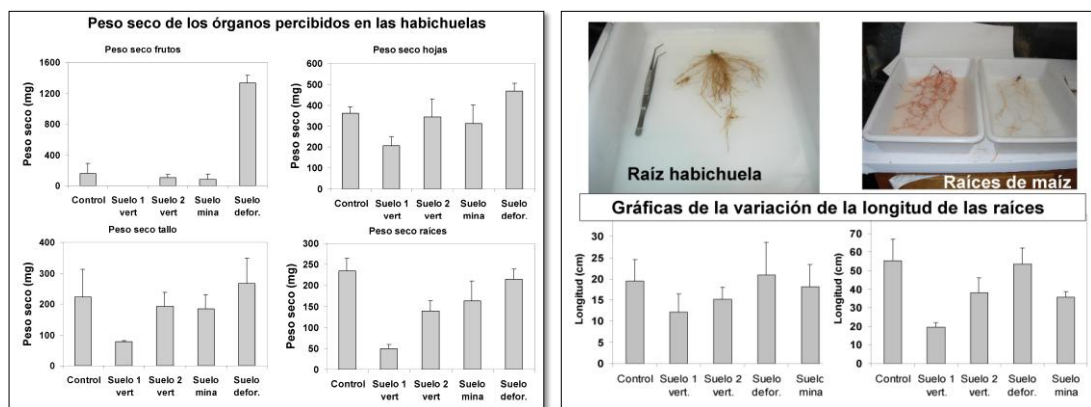 Peso seco de los órganos percibidos en las habichuelas
Peso seco frutos
Peso seco (mg)
1600
1200
800
400
0
Control
Suelo 1 vert
Suelo 2 vert
Suelo mina
Suelo defor.
Peso seco hojas
Peso seco (mg)
600
500
400
300
200
100
0
Control
Suelo 1 vert
Suelo 2 vert
Suelo mina
Suelo defor.
Peso seco tallo
Peso seco (mg)
400
300
200
100
0
Control
Suelo 1 vert
Suelo 2 vert
Suelo mina
Suelo defor.
Peso seco raíces
Peso seco (mg)
250
200
150
100
50
0
Control
Suelo 1 vert
Suelo 2 vert
Suelo mina
Suelo defor.
Raíz habichuela
Raíces de maíz
Gráficas de la variación de la longitud de las raíces
Longitud (cm)
30
25
20
15
10
5
0
Control
Suelo 1 vert.
Suelo 2 vert.
Suelo defor.
Suelc mina
Longitud (cm)
70
60
50
40
30
20
10
0
Control
Suelo 1 vert.
Suelo 2 vert.
Suelo defor.
Suelo mina